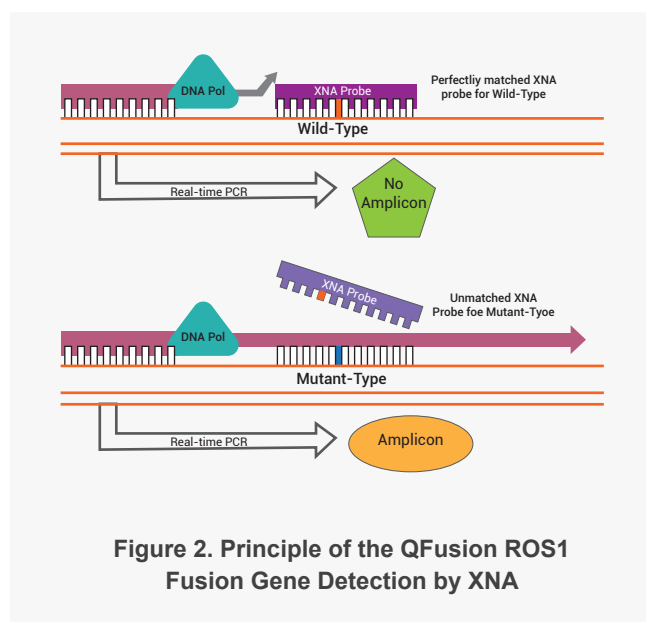 DNA Pol
XNA Probe
Perfectliy matched XNA
probe for Wild-Type
Wild-Type
Real-time PCR
No
Amplicon
XNA Probe
Unmatched XNA
Probe foe Mutant-Tyoe
DNA Pol
Mutant-Type
Real-time PCR
Amplicon
Figure 2. Principle of the QFusion ROS1
Fusion Gene Detection by XNA